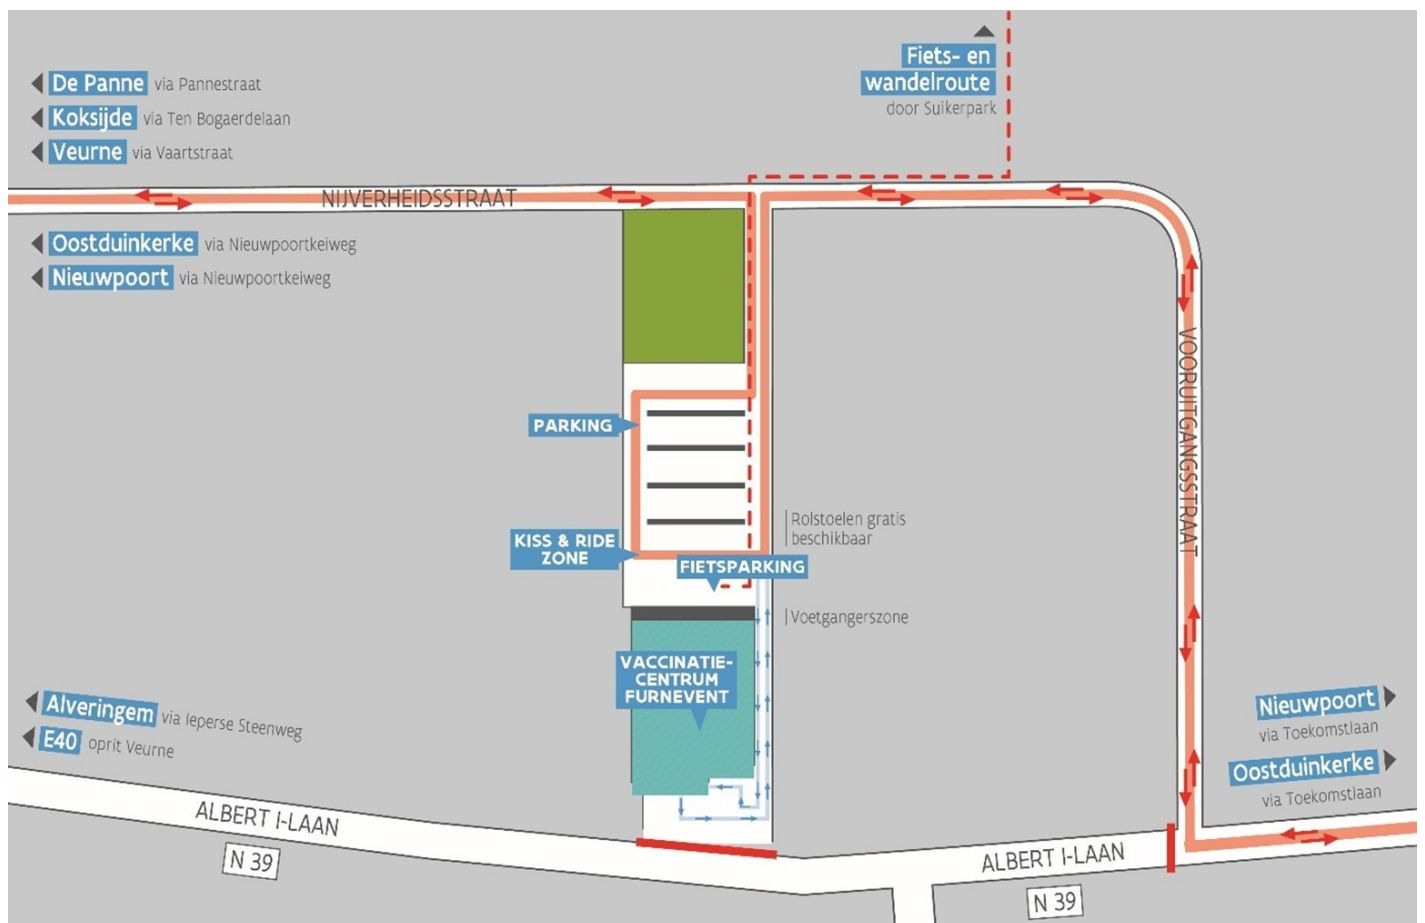 Fiets- en
wandelroute
door Suikerpark
De Panne via Pannestraat
Koksijde via Ten Bogaerdelaan
Veurne via Vaartstraat
NIJVERHEIDSSTRAAT
Oostduinkerke via Nieuwpoortkeiweg
Nieuwpoort via Nieuwpoortkeiweg
VOORUITGANGSSTRAAT
PARKING
KISS & RIDE
ZONE
Rolstoelen gratis
beschikbaar
FIETSPARKING
Voetgangerszone
VACCINATIE-
CENTRUM
FURNEVENT
Alveringem via Ieperse Steenweg
E40 oprit Veurne
Nieuwpoort
via Toekomstlaan
Oostduinkerke
via Toekomstlaan
ALBERT I-LAAN
N 39
ALBERT I-LAAN
N 39